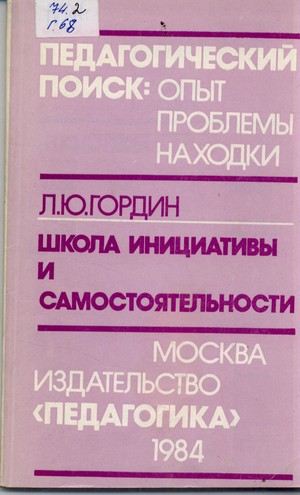 74.2
Г.68
ПЕДАГОГИЧЕСКИЙ
ПОИСК: ОПЫТ
ПРОБЛЕМЫ
НАХОДКИ
Л.Ю.ГОРДИН
ШКОЛА ИНИЦИАТИВЫ
И
САМОСТОЯТЕЛЬНОСТИ
МОСКВА
ИЗДАТЕЛЬСТВО
«ПЕДАГОГИКА»
1984